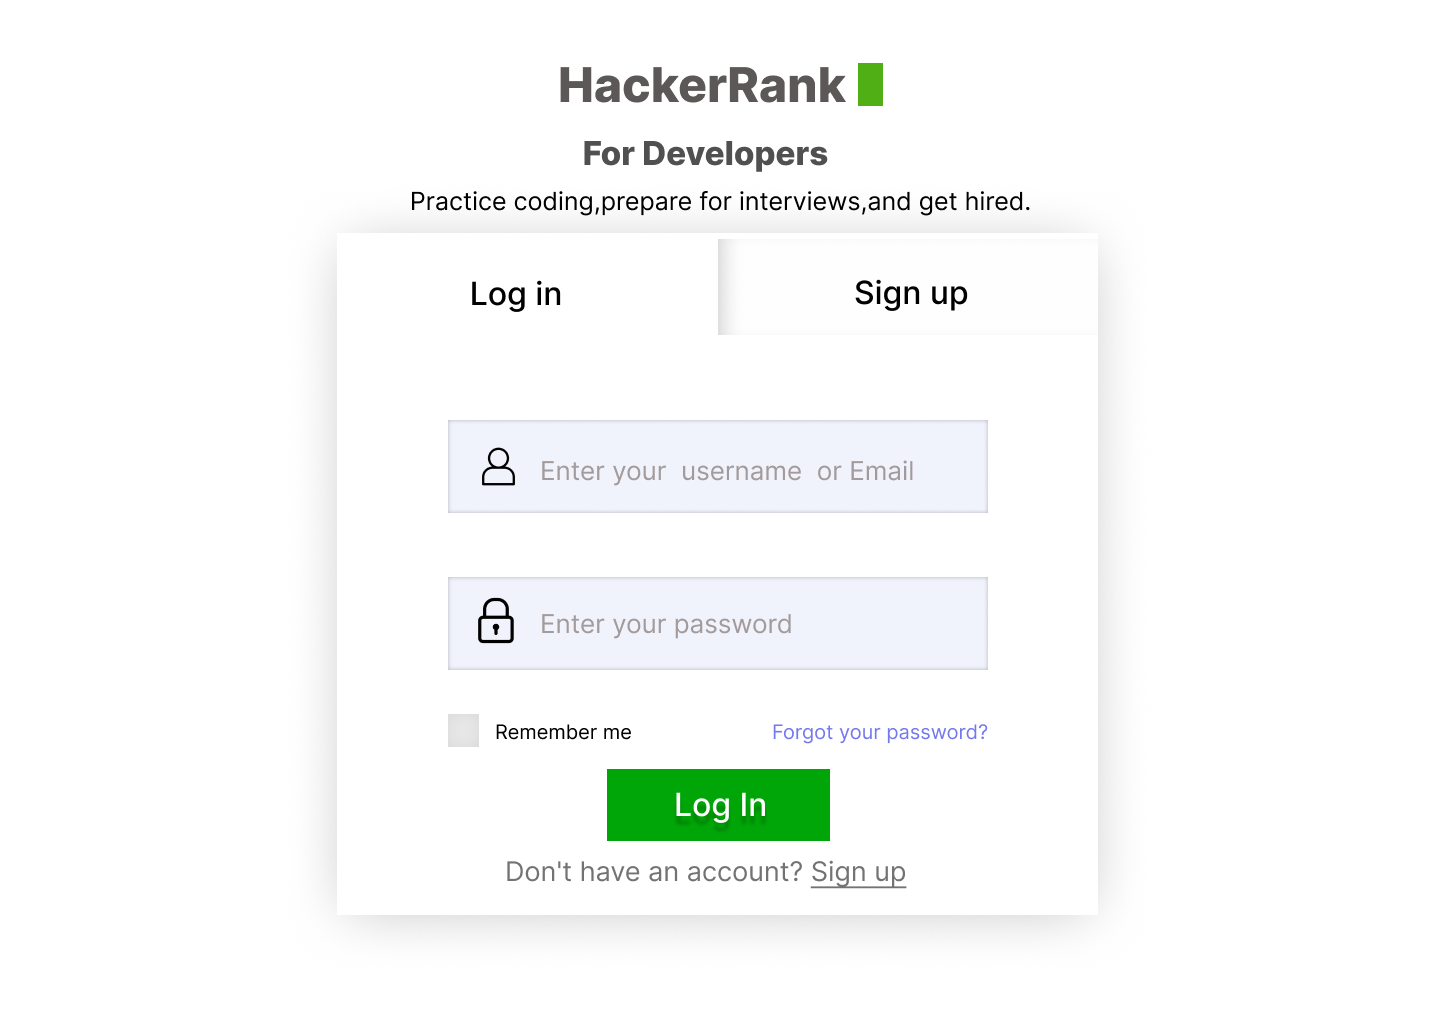 HackerRank
For Developers
Practice coding,prepare for interviews,and get hired.
Log in
Sign up
Enter your  username  or Email
Enter your password
Remember me
Forgot your password?
Log In
Don't have an account? Sign up